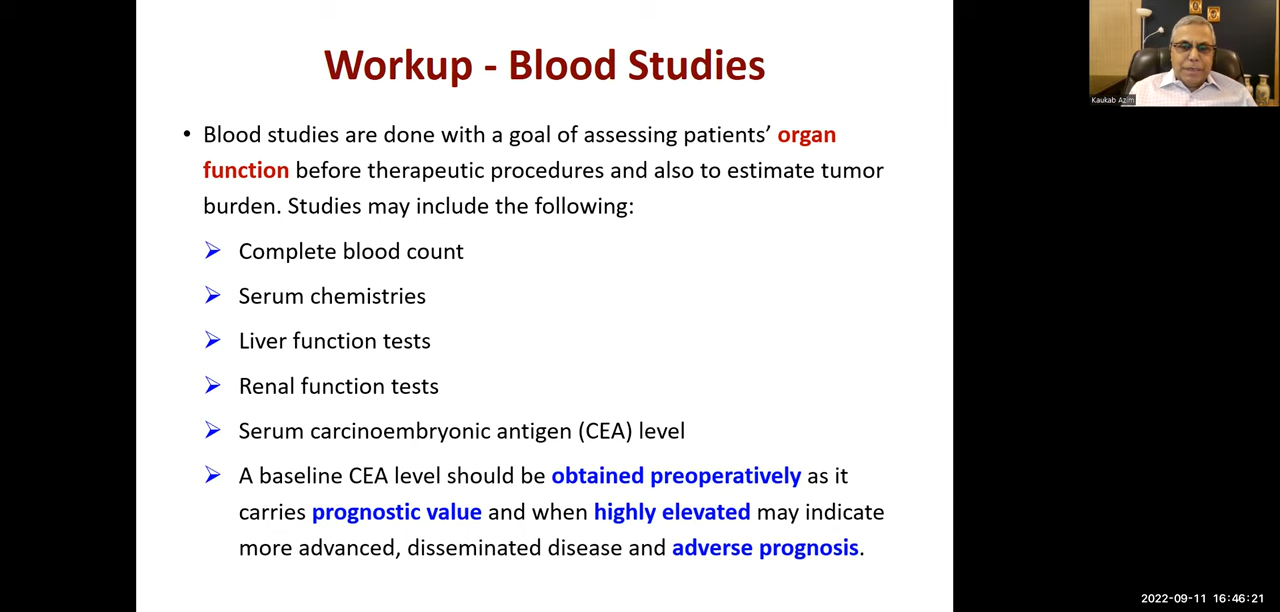 Workup - Blood Studies
• Blood studies are done with a goal of assessing patients’ organ
function before therapeutic procedures and also to estimate tumor
burden. Studies may include the following:
➢ Complete blood count
➢ Serum chemistries
➢ Liver function tests
➢ Renal function tests
➢ Serum carcinoembryonic antigen (CEA) level
➢ A baseline CEA level should be obtained preoperatively as it
carries prognostic value and when highly elevated may indicate
more advanced, disseminated disease and adverse prognosis.
Kaukab Azim
2022-09-11 16:46:21